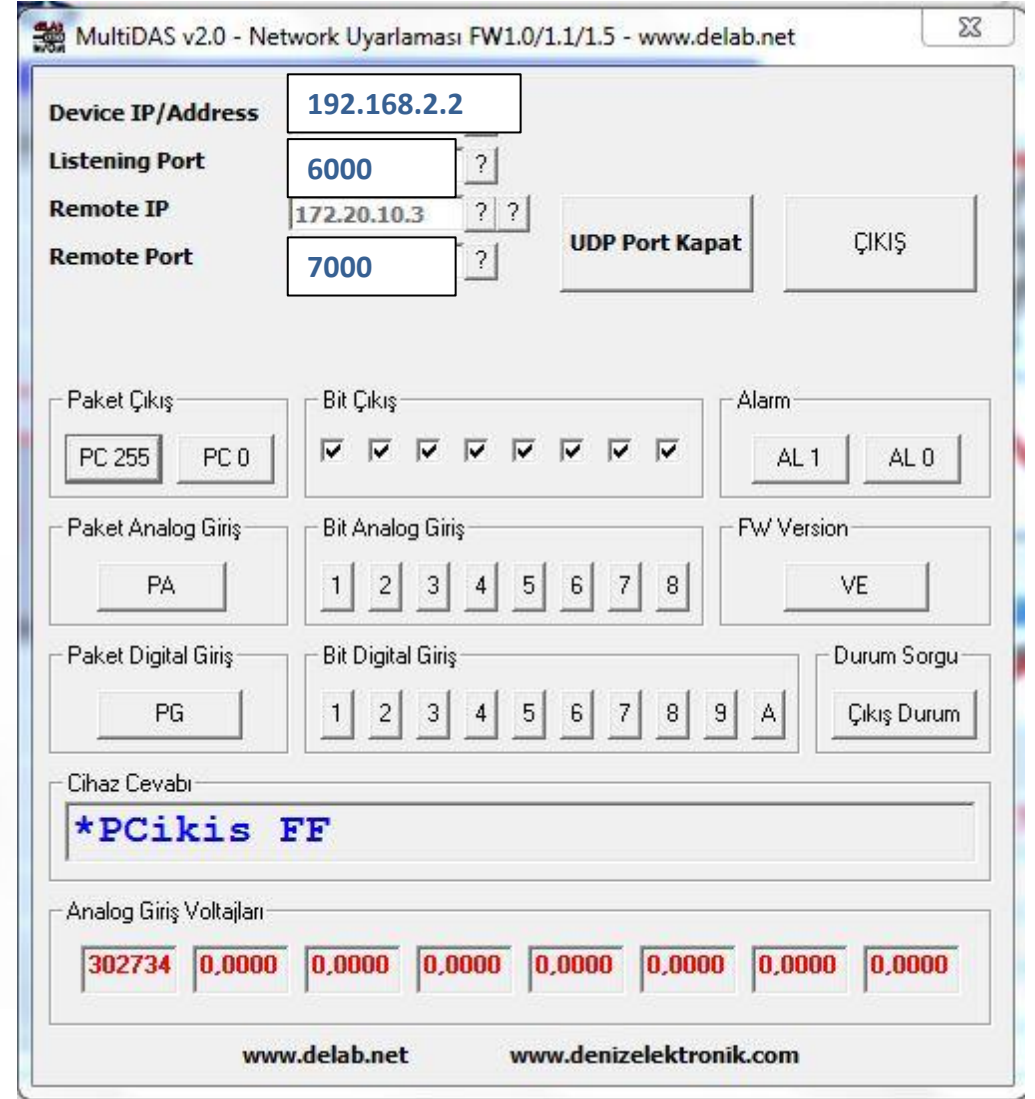 MultiDAS v2.0 - Network Uyarlaması FW1.0/1.1/1.5 - www.delab.net
Device IP/Address 192.168.2.2
Listening Port 6000 ?
Remote IP 172.20.10.3 ? ?
Remote Port 7000 ?
UDP Port Kapat ÇIKIŞ
Paket Çıkış Bit Çıkış Alarm
PC 255 PC 0 AL 1 AL 0
Paket Analog Giriş Bit Analog Giriş FW Version
PA 1 2 3 4 5 6 7 8 VE
Paket Digital Giriş Bit Digital Giriş Durum Sorgu
PG 1 2 3 4 5 6 7 8 9 A Çıkış Durum
Cihaz Cevabı
*PCikis FF
Analog Giriş Voltajları
302734 0,0000 0,0000 0,0000 0,0000 0,0000 0,0000 0,0000
www.delab.net www.denizelektronik.com